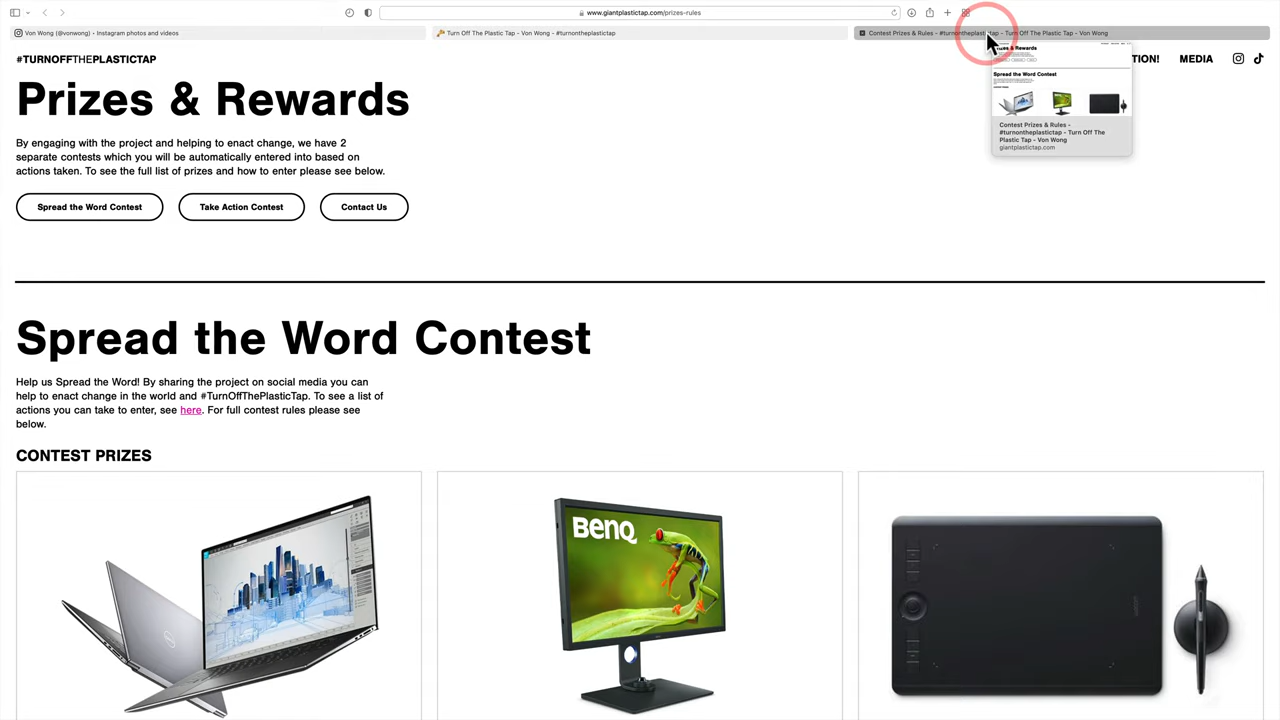 www.giantplastictap.com/prizes-rules
Von Wong (@vonwong) • Instagram photos and videos
Turn Off The Plastic Tap - Von Wong - #turnontheplastictap
Contest Prizes & Rules - #turnontheplastictap - Turn Off The Plastic Tap - Von Wong
#TURNOFFTHEPLASTICTAP
TION!
MEDIA
Prizes & Rewards
By engaging with the project and helping to enact change, we have 2
separate contests which you will be automatically entered into based on
actions taken. To see the full list of prizes and how to enter please see below.
Spread the Word Contest
Take Action Contest
Contact Us
zes & Rewards
Spread the Word Contest
Contest Prizes & Rules -
#turnontheplastictap - Turn Off The
Plastic Tap - Von Wong
giantplastictap.com
Spread the Word Contest
Help us Spread the Word! By sharing the project on social media you can
help to enact change in the world and #TurnOffThePlasticTap. To see a list of
actions you can take to enter, see here. For full contest rules please see
below.
CONTEST PRIZES
BenQ